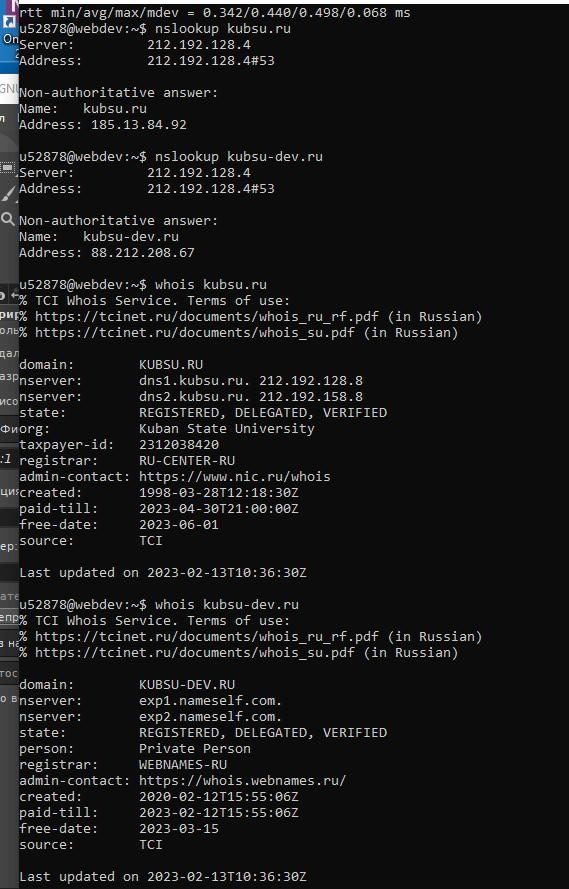 rtt min/avg/max/mdev = 0.342/0.440/0.498/0.068 ms
u52878@webdev:~$ nslookup kubsu.ru
Server:         212.192.128.4
Address:        212.192.128.4#53
Non-authoritative answer:
Name:   kubsu.ru
Address: 185.13.84.92
u52878@webdev:~$ nslookup kubsu-dev.ru
Server:         212.192.128.4
Address:        212.192.128.4#53
Non-authoritative answer:
Name:   kubsu-dev.ru
Address: 88.212.208.67
u52878@webdev:~$ whois kubsu.ru
% TCI Whois Service. Terms of use:
% https://tcinet.ru/documents/whois_ru_rf.pdf (in Russian)
% https://tcinet.ru/documents/whois_su.pdf (in Russian)
domain:        KUBSU.RU
nserver:       dns1.kubsu.ru. 212.192.128.8
nserver:       dns2.kubsu.ru. 212.192.158.8
state:         REGISTERED, DELEGATED, VERIFIED
org:           Kuban State University
taxpayer-id:   2312038420
registrar:     RU-CENTER-RU
admin-contact: https://www.nic.ru/whois
created:       1998-03-28T12:18:30Z
paid-till:     2023-04-30T21:00:00Z
free-date:     2023-06-01
source:        TCI
Last updated on 2023-02-13T10:36:30Z
u52878@webdev:~$ whois kubsu-dev.ru
% TCI Whois Service. Terms of use:
% https://tcinet.ru/documents/whois_ru_rf.pdf (in Russian)
% https://tcinet.ru/documents/whois_su.pdf (in Russian)
domain:        KUBSU-DEV.RU
nserver:       exp1.nameself.com.
nserver:       exp2.nameself.com.
state:         REGISTERED, DELEGATED, VERIFIED
person:        Private Person
registrar:     WEBNAMES-RU
admin-contact: https://whois.webnames.ru/
created:       2020-02-12T15:55:06Z
paid-till:     2023-02-12T15:55:06Z
free-date:     2023-03-15
source:        TCI
Last updated on 2023-02-13T10:36:30Z